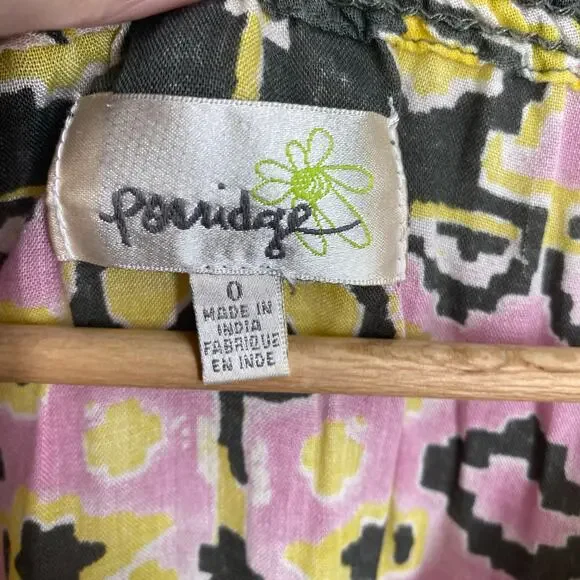 porridge
0
MADE IN
INDIA
FABRIQUE
EN INDE